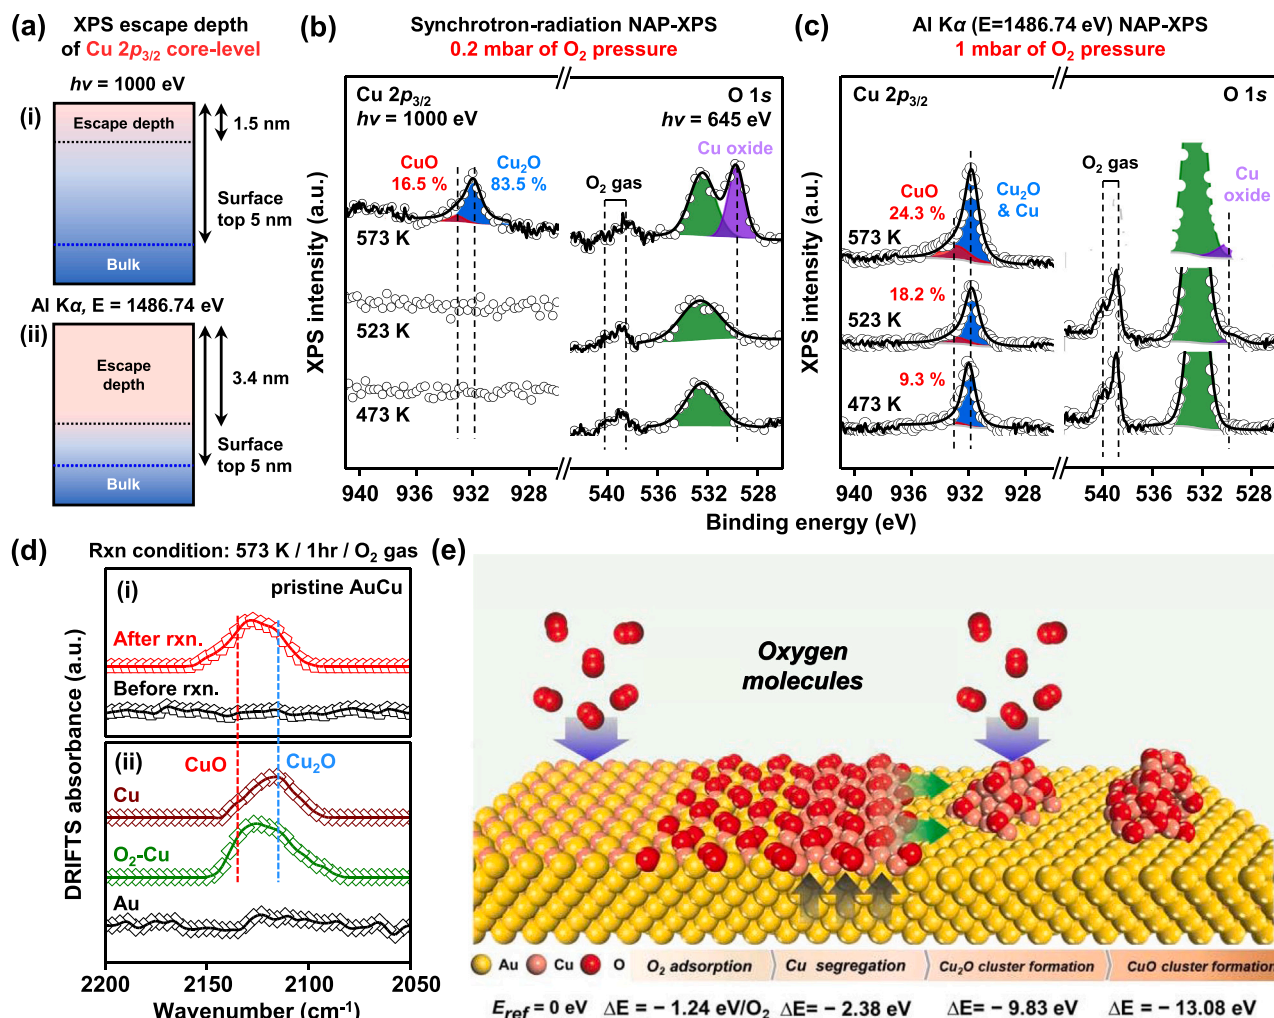 (a) XPS escape depth
of Cu 2p3/2 core-level
hv = 1000 eV
(i)
Escape depth
1.5 nm
Surface
top 5 nm
Bulk
Al Kα, E = 1486.74 eV
(ii)
Escape
depth
3.4 nm
Surface
top 5 nm
Bulk
(b) Synchrotron-radiation NAP-XPS
0.2 mbar of O2 pressure
Cu 2p3/2
hv = 1000 eV
O 1s
hv = 645 eV
CuO
16.5 %
Cu2O
83.5 %
Cu oxide
O2 gas
573 K
523 K
473 K
XPS intensity (a.u.)
940 936 932 928 540 536 532 528
(c) Al Kα (E=1486.74 eV) NAP-XPS
1 mbar of O2 pressure
Cu 2p3/2
O 1s
O2 gas
CuO
24.3 %
Cu2O
& Cu
Cu
oxide
573 K
18.2 %
523 K
9.3 %
473 K
XPS intensity (a.u.)
940 936 932 928 540 536 532 528
Binding energy (eV)
(d) Rxn condition: 573 K / 1hr / O2 gas
(i)
pristine AuCu
After rxn.
Before rxn.
(ii)
CuO
Cu2O
Cu
O2-Cu
Au
DRIFTS absorbance (a.u.)
2200 2150 2100 2050
Wavenumber (cm-1)
(e)
Oxygen
molecules
Au Cu O
O2 adsorption Cu segregation Cu2O cluster formation CuO cluster formation
Eref = 0 eV ΔE = − 1.24 eV/O2 ΔE= − 2.38 eV ΔE= − 9.83 eV ΔE = − 13.08 eV